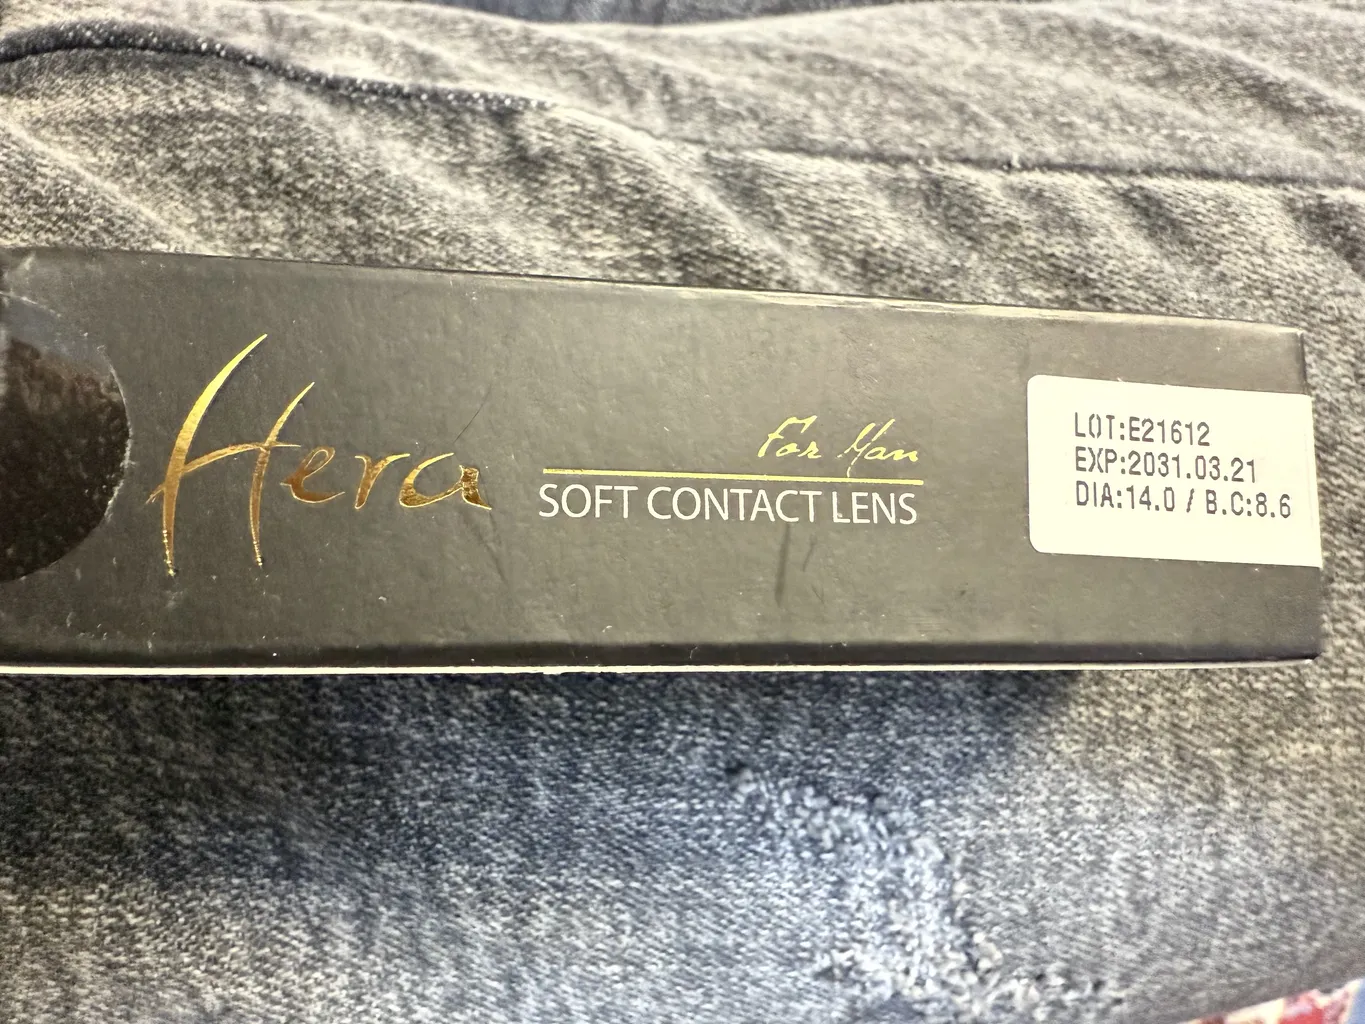 Hera
For Man
SOFT CONTACT LENS
LOT:E21612
EXP:2031.03.21
DIA:14.0 / B.C:8.6